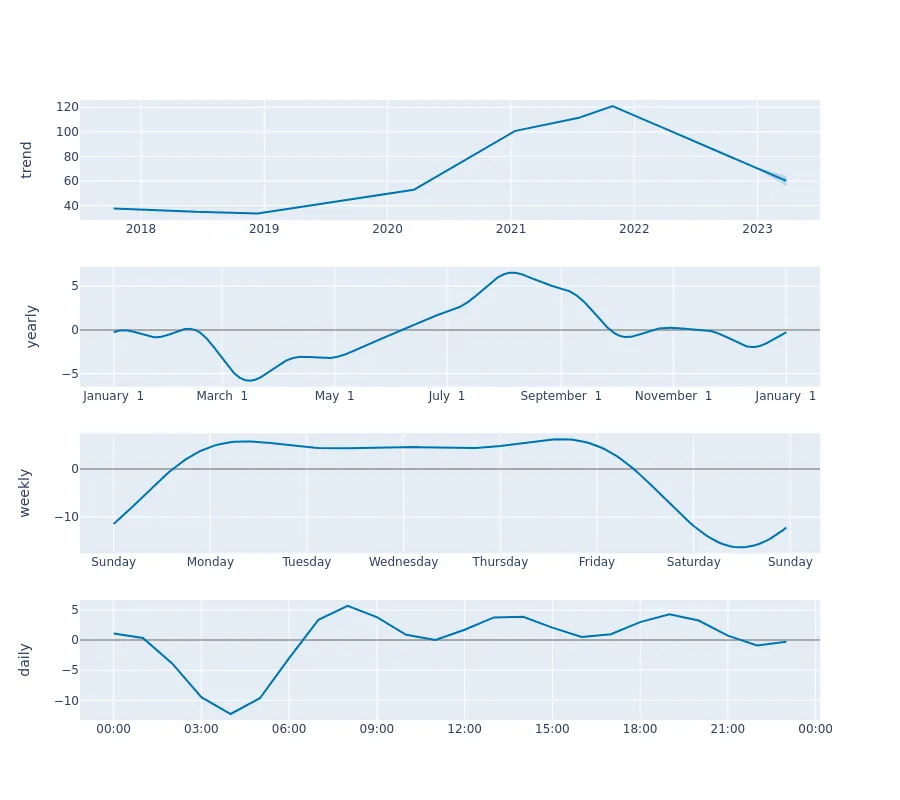 trend
120
100
80
60
40
2018 2019 2020 2021 2022 2023
yearly
5
0
−5
January 1 March 1 May 1 July 1 September 1 November 1 January 1
weekly
0
−10
Sunday Monday Tuesday Wednesday Thursday Friday Saturday Sunday
daily
5
0
−5
−10
00:00 03:00 06:00 09:00 12:00 15:00 18:00 21:00 00:00